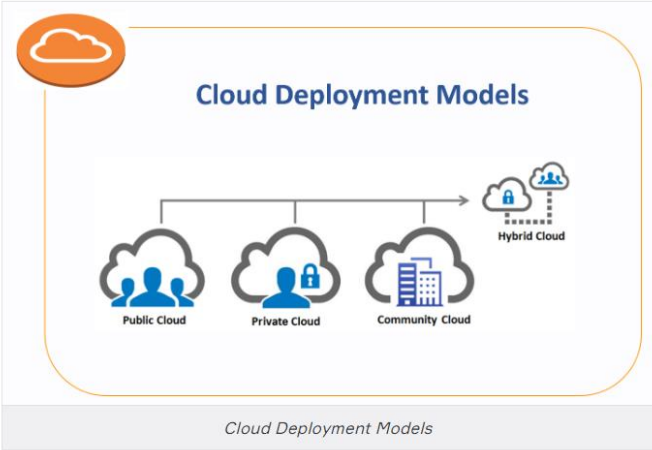 Cloud Deployment Models
Hybrid Cloud
Public Cloud
Private Cloud
Community Cloud
Cloud Deployment Models